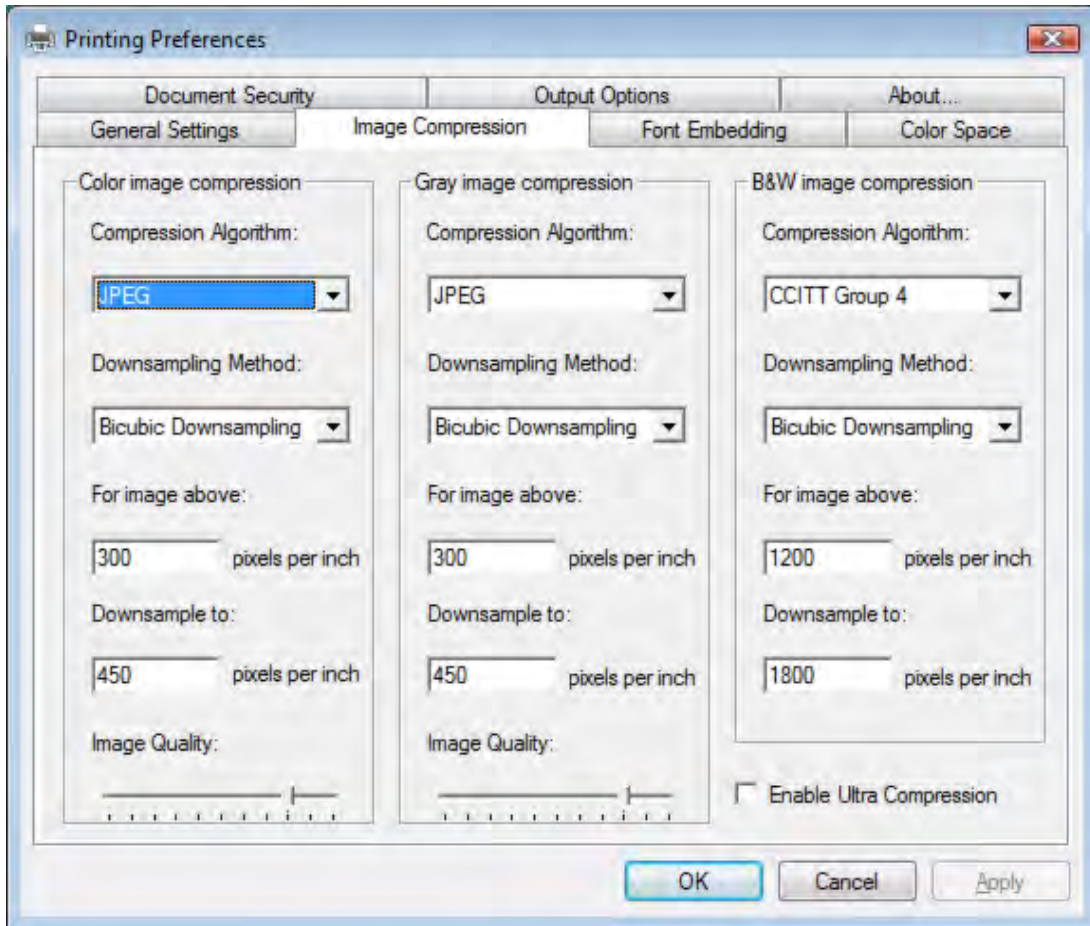 Printing Preferences
Document Security Output Options About...
General Settings Image Compression Font Embedding Color Space
Color image compression
Compression Algorithm:
JPEG
Downsampling Method:
Bicubic Downsampling
For image above:
300 pixels per inch
Downsample to:
450 pixels per inch
Image Quality:
Gray image compression
Compression Algorithm:
JPEG
Downsampling Method:
Bicubic Downsampling
For image above:
300 pixels per inch
Downsample to:
450 pixels per inch
Image Quality:
B&W image compression
Compression Algorithm:
CCITT Group 4
Downsampling Method:
Bicubic Downsampling
For image above:
1200 pixels per inch
Downsample to:
1800 pixels per inch
Enable Ultra Compression
OK Cancel Apply